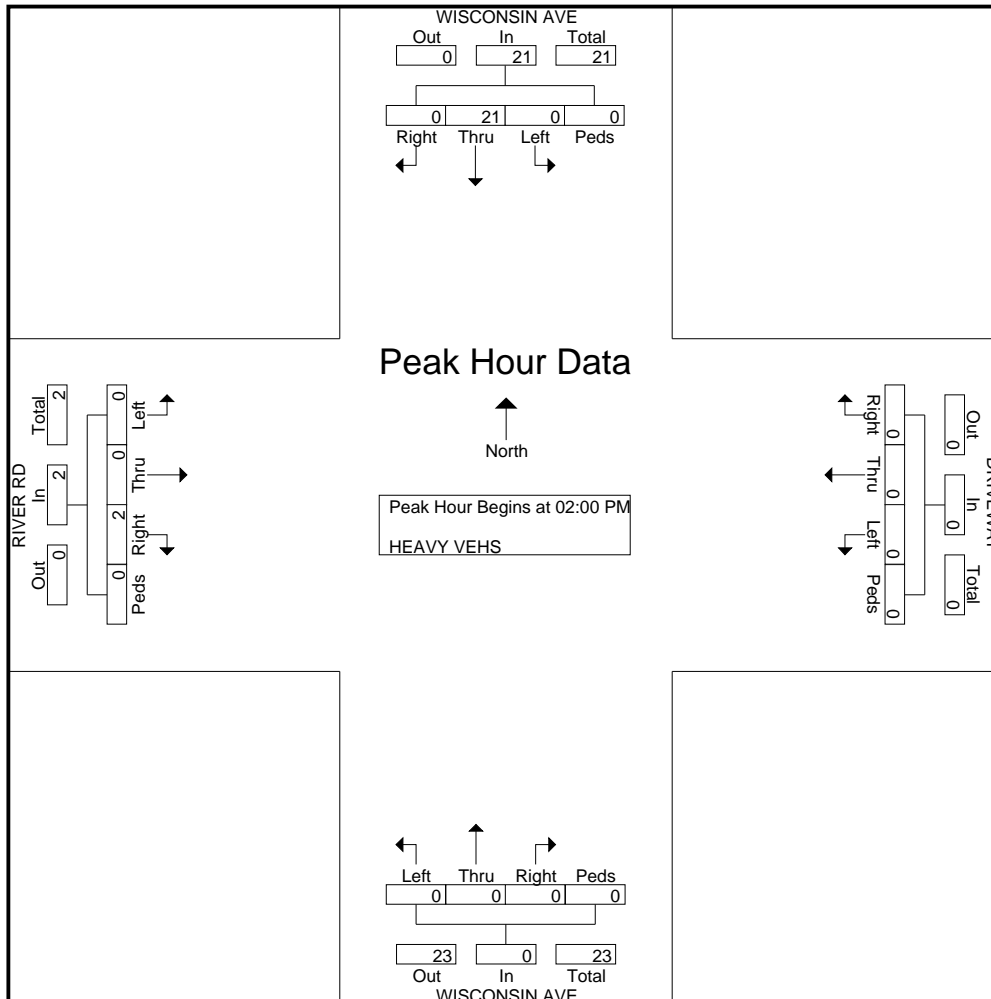 WISCONSIN AVE
Out In Total
0 21 21
0 21 0 0
Right Thru Left Peds
Peak Hour Data
North
Peak Hour Begins at 02:00 PM
HEAVY VEHS
RIVER RD
Out In Total
0 2 2
0 2 0 0
Peds Right Thru Left
DRIVEWAY
Out In Total
0 0 0
0 0 0 0
Right Thru Left Peds
Left Thru Right Peds
0 0 0 0
23 0 23
Out In Total
WISCONSIN AVE